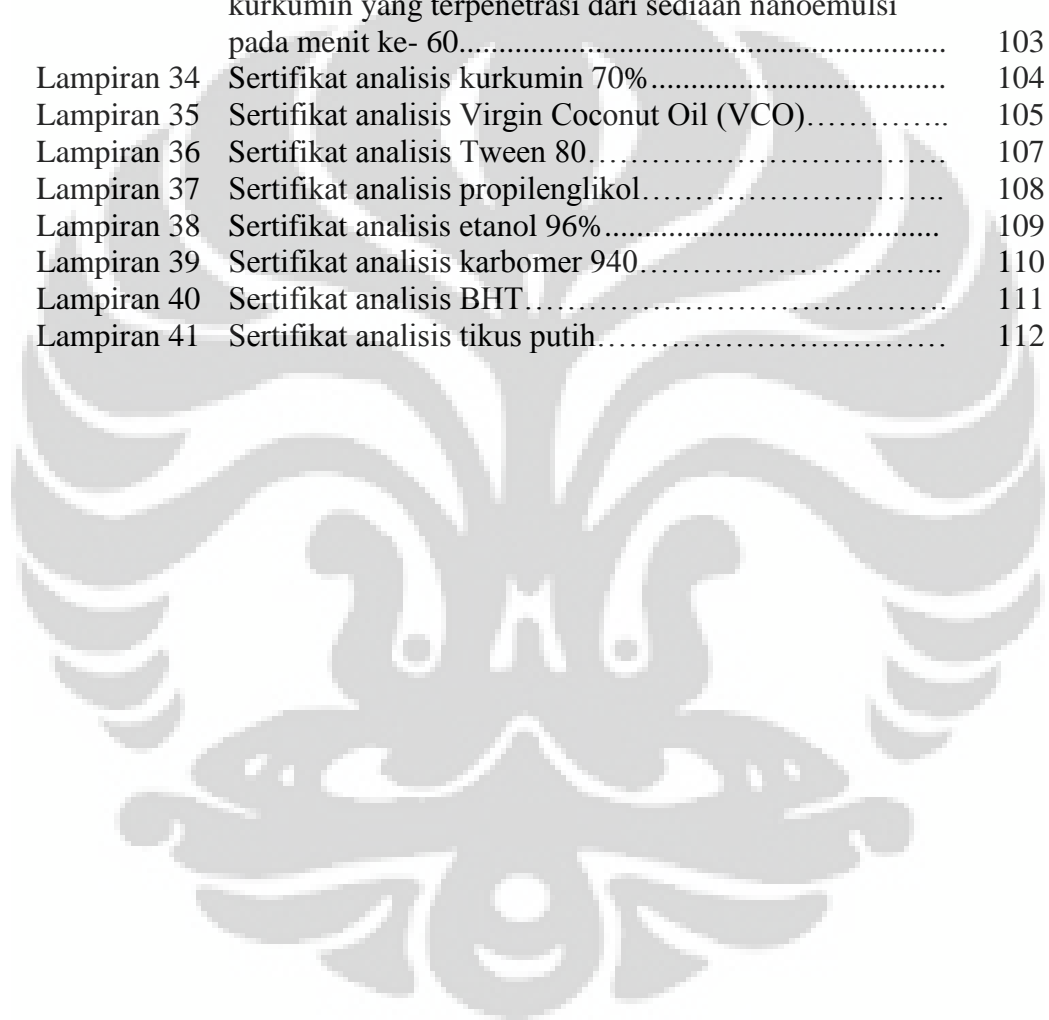 kurkumin yang terpenetrasi dari sediaan nanoemulsi
pada menit ke- 60...................................................................... 103
Lampiran 34 Sertifikat analisis kurkumin 70%........................................ 104
Lampiran 35 Sertifikat analisis Virgin Coconut Oil (VCO)………….. 105
Lampiran 36 Sertifikat analisis Tween 80………………………………….. 107
Lampiran 37 Sertifikat analisis propilenglikol……………………….. 108
Lampiran 38 Sertifikat analisis etanol 96%............................................. 109
Lampiran 39 Sertifikat analisis karbomer 940……………………….. 110
Lampiran 40 Sertifikat analisis BHT…………………………………….. 111
Lampiran 41 Sertifikat analisis tikus putih……………………………… 112